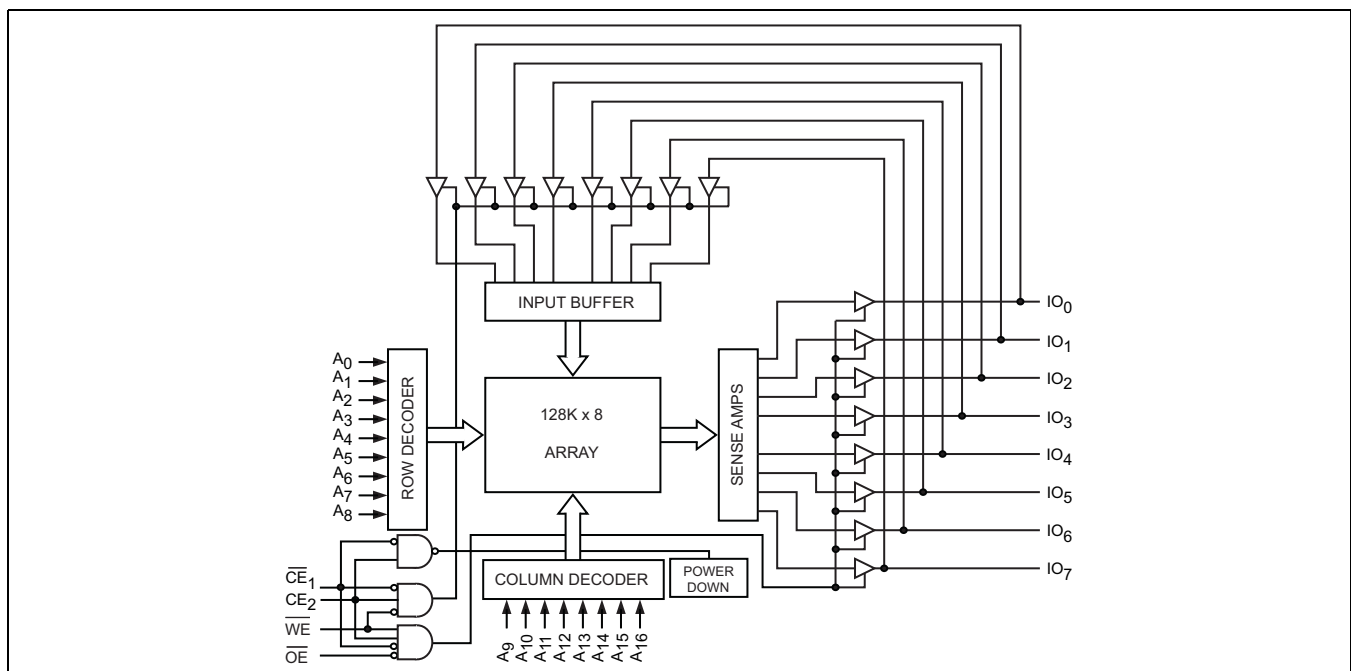 INPUT BUFFER
IO0
IO1
IO2
IO3
IO4
IO5
IO6
IO7
A0
A1
A2
A3
A4
A5
A6
A7
A8
ROW DECODER
128K x 8
ARRAY
SENSE AMPS
CE1
CE2
WE
OE
COLUMN DECODER
POWER
DOWN
A9
A10
A11
A12
A13
A14
A15
A16